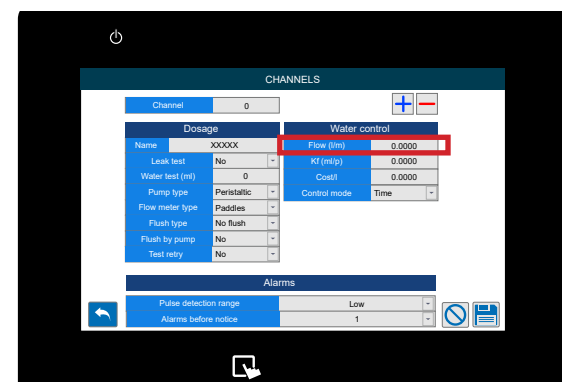 CHANNELS
Channel 0
Dosage
Name XXXXX
Leak test No
Water test (ml) 0
Pump type Peristaltic
Flow meter type Paddles
Flush type No flush
Flush by pump No
Test retry No
Water control
Flow (l/m) 0.0000
Kf (ml/p) 0.0000
Cost/l 0.0000
Control mode Time
Alarms
Pulse detection range Low
Alarms before notice 1